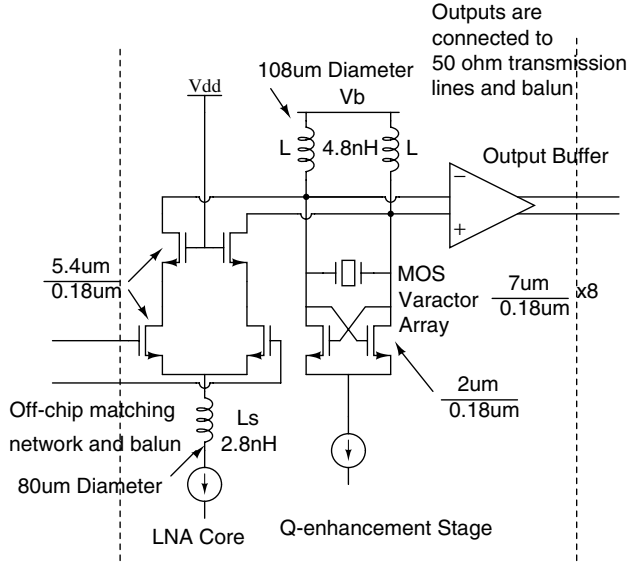 Outputs are
connected to
50 ohm transmission
lines and balun
108um Diameter
Vb
Vdd
L 4.8nH L
Output Buffer
−
+
5.4um
0.18um
MOS
Varactor
Array
7um
0.18um
x8
2um
0.18um
Off-chip matching
network and balun
Ls
2.8nH
80um Diameter
LNA Core
Q-enhancement Stage